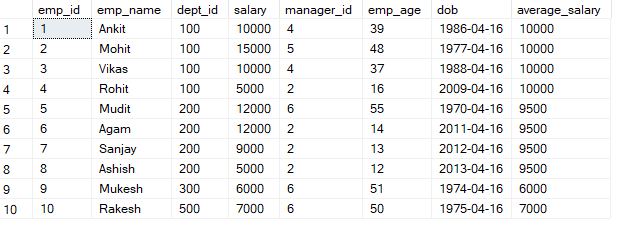 emp_id emp_name dept_id salary manager_id emp_age dob average_salary
1 1 Ankit 100 10000 4 39 1986-04-16 10000
2 2 Mohit 100 15000 5 48 1977-04-16 10000
3 3 Vikas 100 10000 4 37 1988-04-16 10000
4 4 Rohit 100 5000 2 16 2009-04-16 10000
5 5 Mudit 200 12000 6 55 1970-04-16 9500
6 6 Agam 200 12000 2 14 2011-04-16 9500
7 7 Sanjay 200 9000 2 13 2012-04-16 9500
8 8 Ashish 200 5000 2 12 2013-04-16 9500
9 9 Mukesh 300 6000 6 51 1974-04-16 6000
10 10 Rakesh 500 7000 6 50 1975-04-16 7000